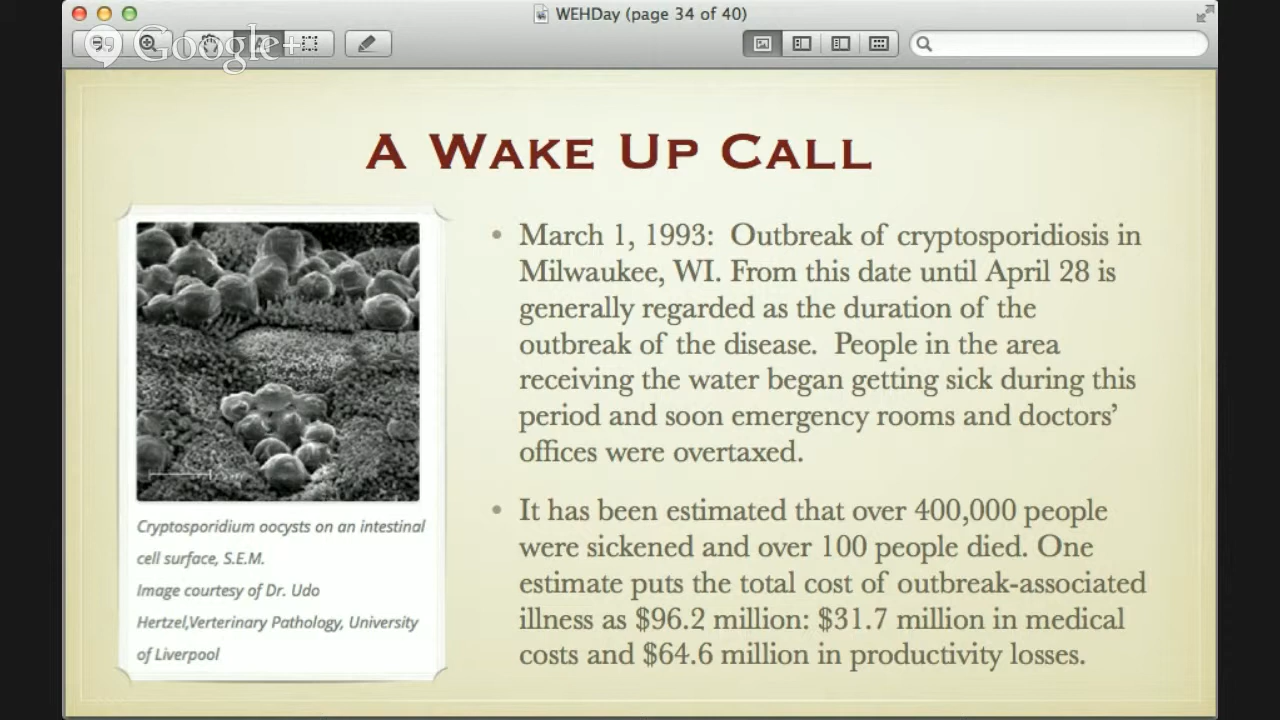 WEHDay (page 34 of 40)
Google+
A WAKE UP CALL
• March 1, 1993: Outbreak of cryptosporidiosis in
Milwaukee, WI. From this date until April 28 is
generally regarded as the duration of the
outbreak of the disease. People in the area
receiving the water began getting sick during this
period and soon emergency rooms and doctors’
offices were overtaxed.
• It has been estimated that over 400,000 people
were sickened and over 100 people died. One
estimate puts the total cost of outbreak-associated
illness as $96.2 million: $31.7 million in medical
costs and $64.6 million in productivity losses.
Cryptosporidium oocysts on an intestinal
cell surface, S.E.M.
Image courtesy of Dr. Udo
Hertzel,Verterinary Pathology, University
of Liverpool